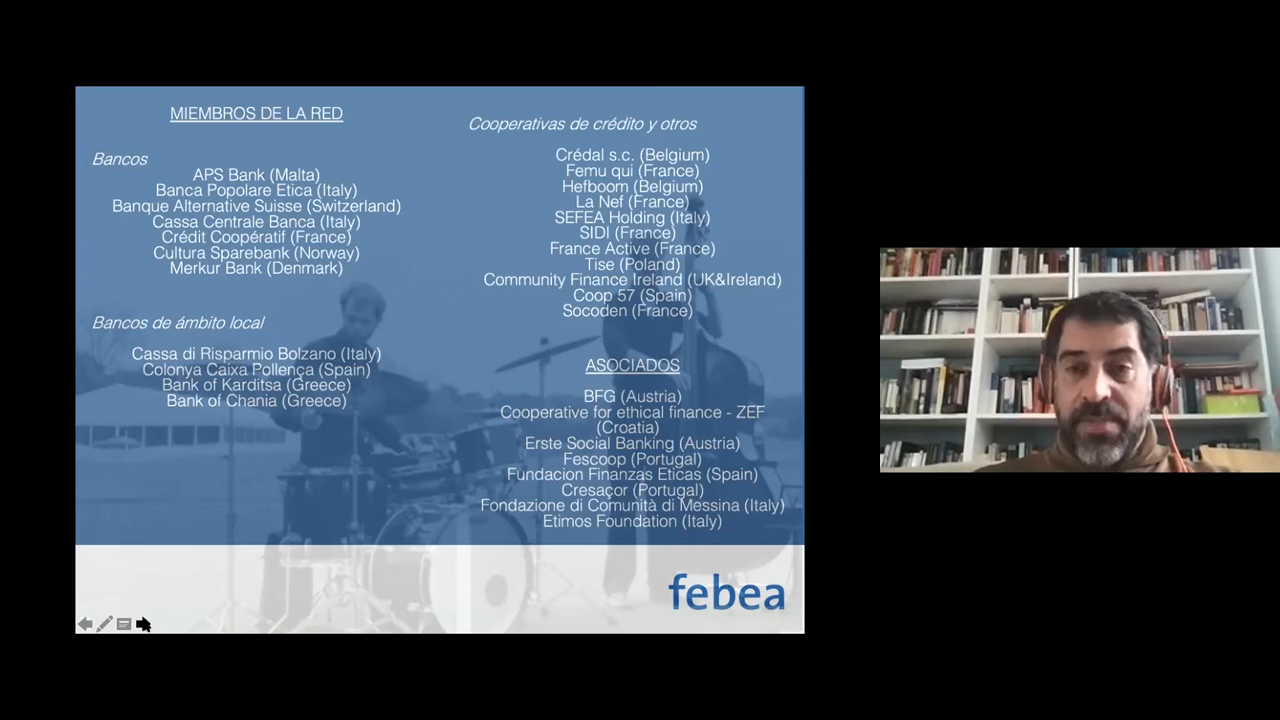 MIEMBROS DE LA RED
Bancos
APS Bank (Malta)
Banca Popolare Etica (Italy)
Banque Alternative Suisse (Switzerland)
Cassa Centrale Banca (Italy)
Crédit Coopératif (France)
Cultura Sparebank (Norway)
Merkur Bank (Denmark)
Bancos de ámbito local
Cassa di Risparmio Bolzano (Italy)
Colonya Caixa Pollença (Spain)
Bank of Karditsa (Greece)
Bank of Chania (Greece)
Cooperativas de crédito y otros
Crédal s.c. (Belgium)
Femu qui (France)
Hefboom (Belgium)
La Nef (France)
SEFEA Holding (Italy)
SIDI (France)
France Active (France)
Tise (Poland)
Community Finance Ireland (UK&Ireland)
Coop 57 (Spain)
Socoden (France)
ASOCIADOS
BFG (Austria)
Cooperative for ethical finance - ZEF
(Croatia)
Erste Social Banking (Austria)
Fescoop (Portugal)
Fundacion Finanzas Eticas (Spain)
Cresaçor (Portugal)
Fondazione di Comunità di Messina (Italy)
Etimos Foundation (Italy)
febea